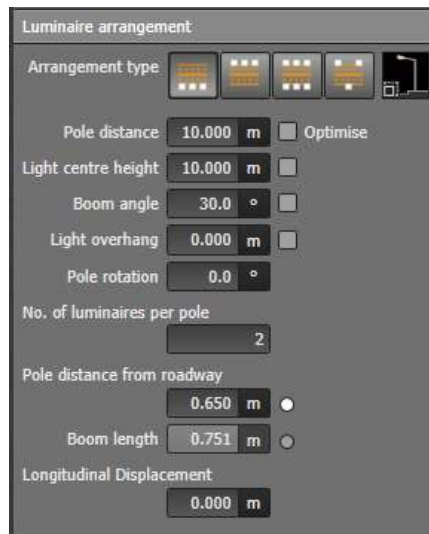 Luminaire arrangement
Arrangement type
Pole distance 10.000 m Optimise
Light centre height 10.000 m
Boom angle 30.0 °
Light overhang 0.000 m
Pole rotation 0.0 °
No. of luminaires per pole
2
Pole distance from roadway
0.650 m
Boom length 0.751 m
Longitudinal Displacement
0.000 m